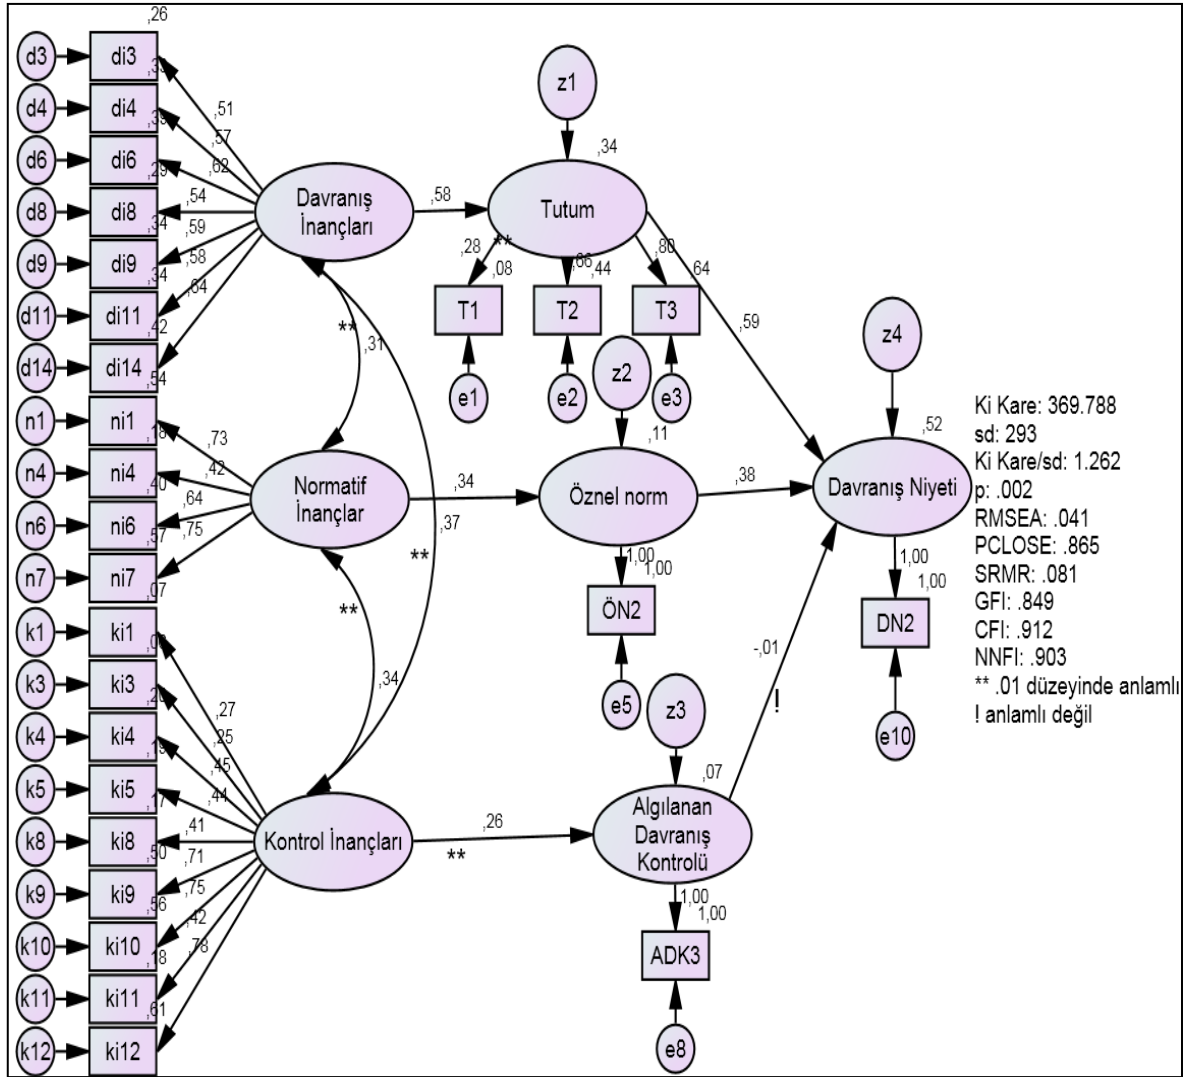 ,26
d3
di3
,51
d4
di4
,57
d6
di6
,62
,29
d8
di8
,54
,34
d9
di9
,59
,34
d11
di11
,58
,42
d14
di14
,64
,54
Davranış
İnançları
,58
z1
,34
Tutum
**
,28
,08
T1
e1
,66
,44
T2
e2
,80
,64
T3
e3
,59
**
,31
n1
ni1
,73
,18
n4
ni4
,42
,40
n6
ni6
,64
,57
n7
ni7
,75
,07
Normatif
İnançlar
,34
z2
,11
Öznel norm
,38
1,00
1,00
ÖN2
e5
,37
**
**
,34
k1
ki1
,27
k3
ki3
,25
,20
k4
ki4
,45
,19
k5
ki5
,44
,17
k8
ki8
,41
,50
k9
ki9
,71
,56
k10
ki10
,75
,18
k11
ki11
,42
,61
k12
ki12
,78
Kontrol İnançları
,26
**
z3
,07
Algılanan
Davranış
Kontrolü
1,00
1,00
ADK3
e8
-,01
!
z4
,52
Davranış Niyeti
1,00
1,00
DN2
e10
Ki Kare: 369.788
sd: 293
Ki Kare/sd: 1.262
p: .002
RMSEA: .041
PCLOSE: .865
SRMR: .081
GFI: .849
CFI: .912
NNFI: .903
** .01 düzeyinde anlamlı
! anlamlı değil